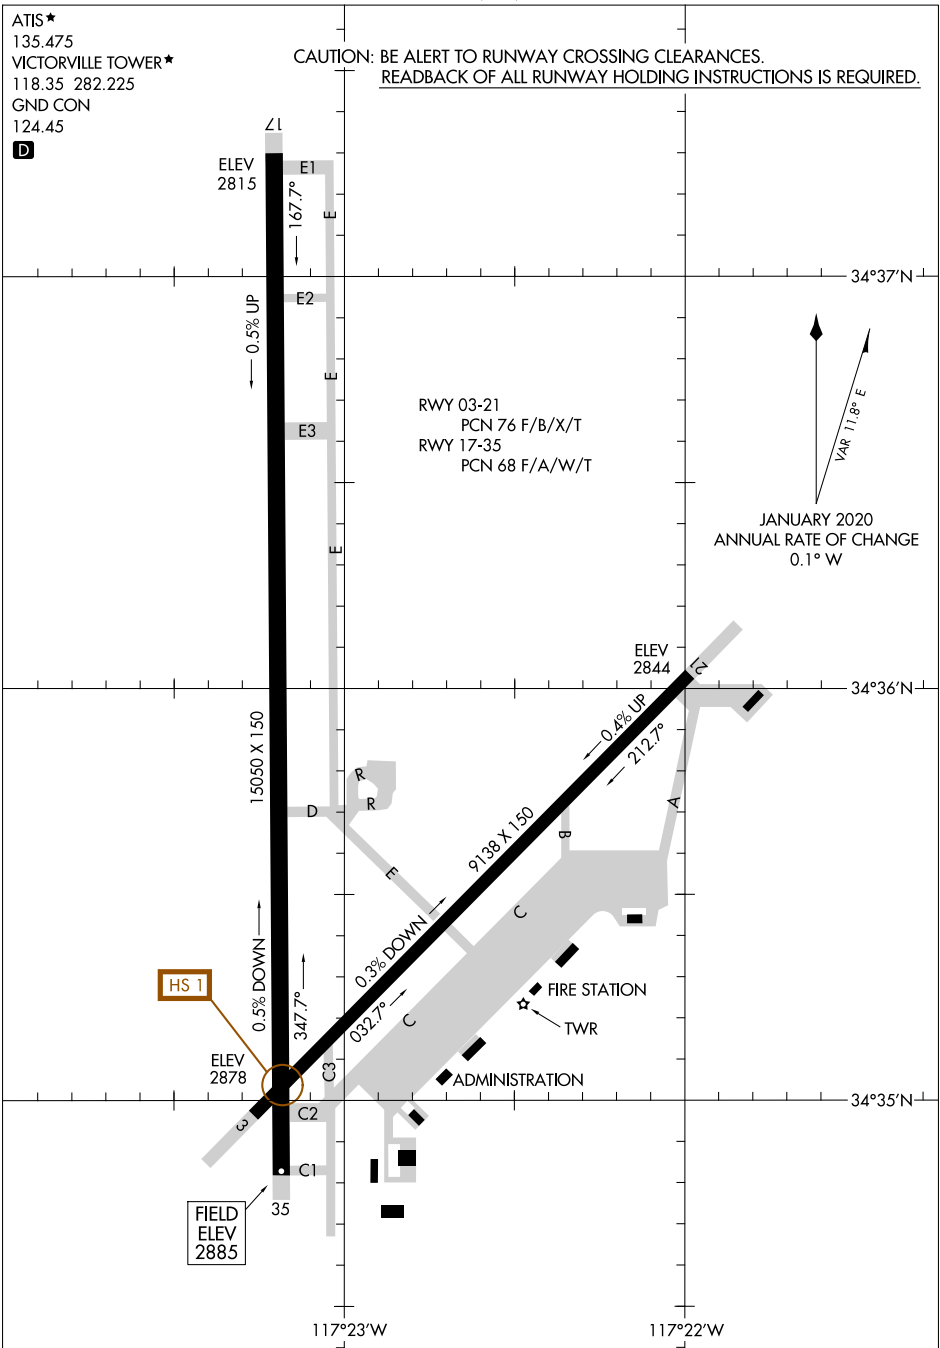 ATIS★
135.475
VICTORVILLE TOWER★
118.35 282.225
GND CON
124.45
D
CAUTION: BE ALERT TO RUNWAY CROSSING CLEARANCES.
READBACK OF ALL RUNWAY HOLDING INSTRUCTIONS IS REQUIRED.
17
ELEV
2815
E1
167.7°
E
34°37'N
E2
0.5% UP
E
E3
RWY 03-21
PCN 76 F/B/X/T
RWY 17-35
PCN 68 F/A/W/T
VAR 11.8° E
JANUARY 2020
ANNUAL RATE OF CHANGE
0.1° W
E
ELEV
2844
21
34°36'N
0.4% UP
212.7°
15050 X 150
R
R
D
A
B
9138 X 150
E
C
0.3% DOWN
032.7°
0.5% DOWN
347.7°
HS 1
FIRE STATION
TWR
C
ELEV
2878
C3
ADMINISTRATION
34°35'N
C2
3
C1
35
FIELD
ELEV
2885
117°23'W
117°22'W